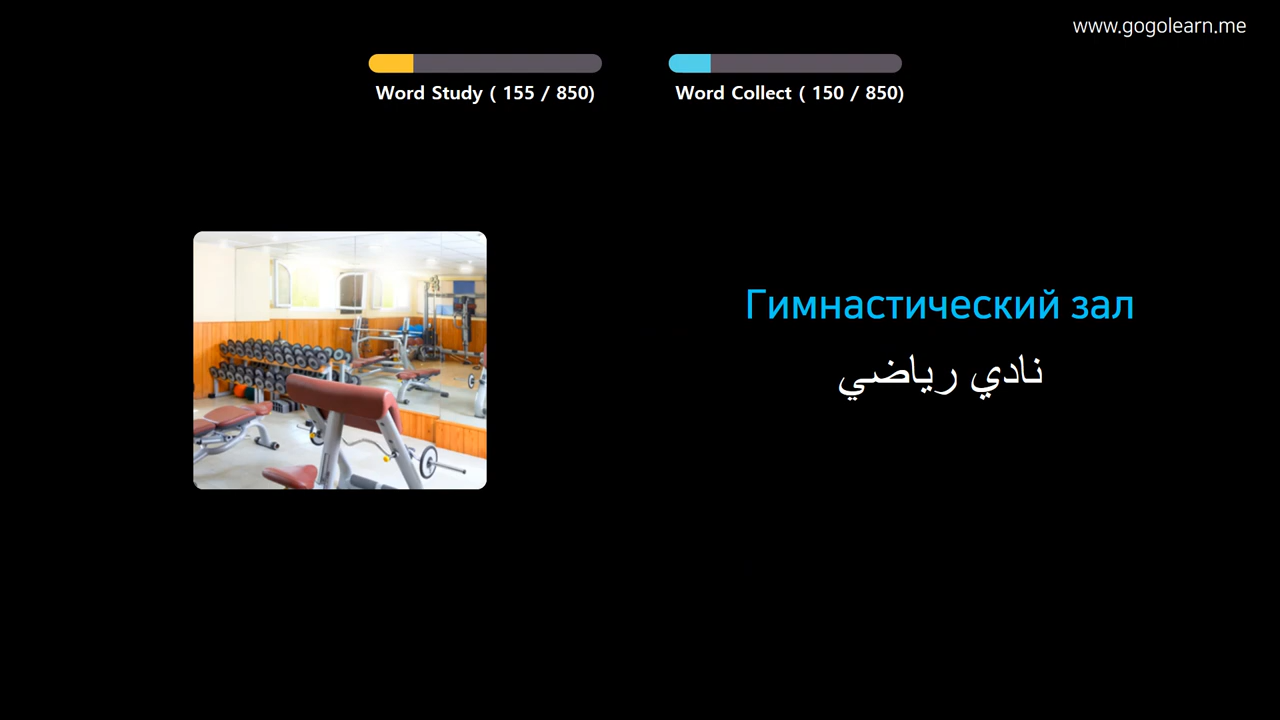 www.gogolearn.me
Word Study ( 155 / 850)
Word Collect ( 150 / 850)
Гимнастический зал
نادي رياضي